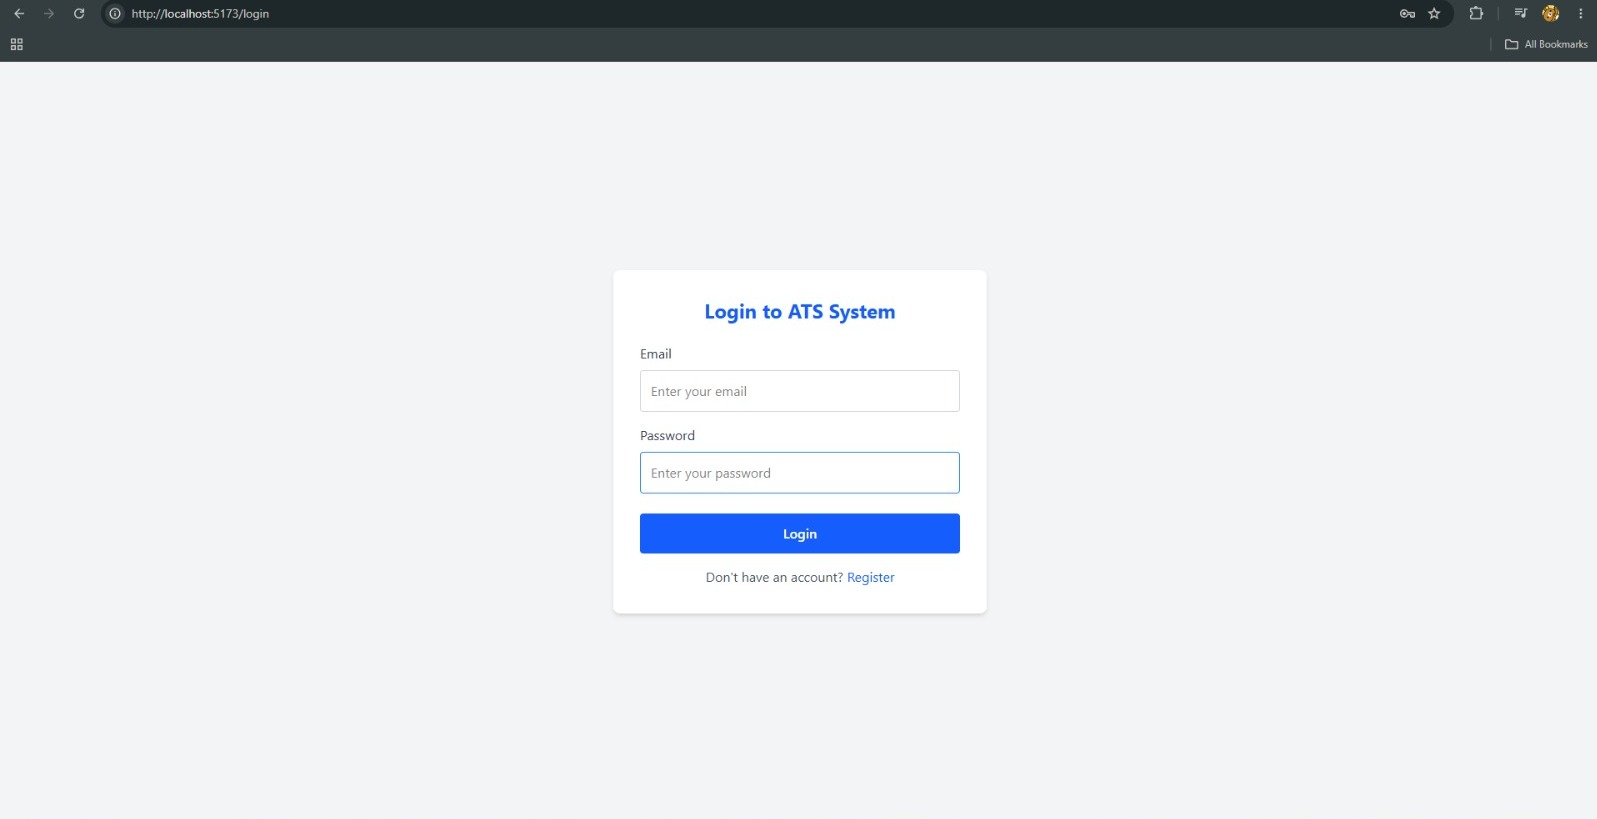 http://localhost:5173/login
All Bookmarks
Login to ATS System
Email
Enter your email
Password
Enter your password
Login
Don't have an account? Register